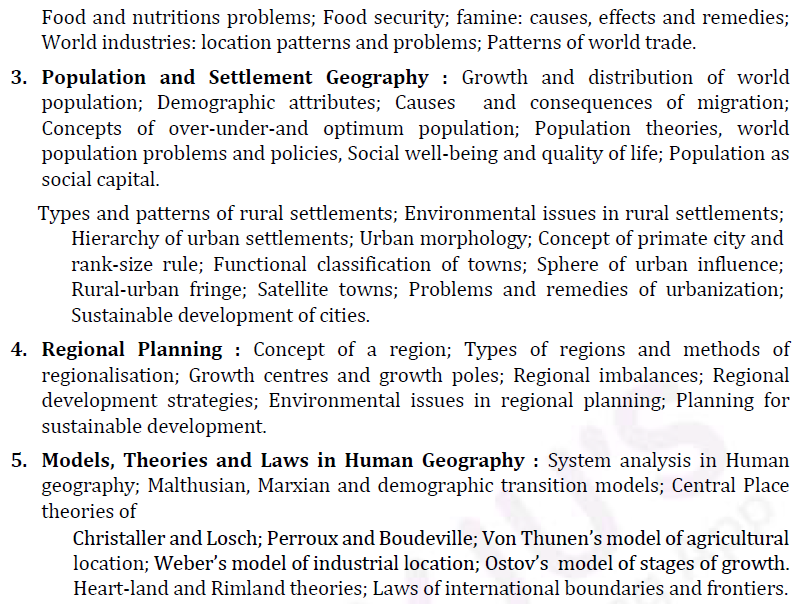 Food and nutritions problems; Food security; famine: causes, effects and remedies;
World industries: location patterns and problems; Patterns of world trade.
3. Population and Settlement Geography : Growth and distribution of world
population; Demographic attributes; Causes and consequences of migration;
Concepts of over-under-and optimum population; Population theories, world
population problems and policies, Social well-being and quality of life; Population as
social capital.
Types and patterns of rural settlements; Environmental issues in rural settlements;
Hierarchy of urban settlements; Urban morphology; Concept of primate city and
rank-size rule; Functional classification of towns; Sphere of urban influence;
Rural-urban fringe; Satellite towns; Problems and remedies of urbanization;
Sustainable development of cities.
4. Regional Planning : Concept of a region; Types of regions and methods of
regionalisation; Growth centres and growth poles; Regional imbalances; Regional
development strategies; Environmental issues in regional planning; Planning for
sustainable development.
5. Models, Theories and Laws in Human Geography : System analysis in Human
geography; Malthusian, Marxian and demographic transition models; Central Place
theories of
Christaller and Losch; Perroux and Boudeville; Von Thunen's model of agricultural
location; Weber's model of industrial location; Ostov's model of stages of growth.
Heart-land and Rimland theories; Laws of international boundaries and frontiers.